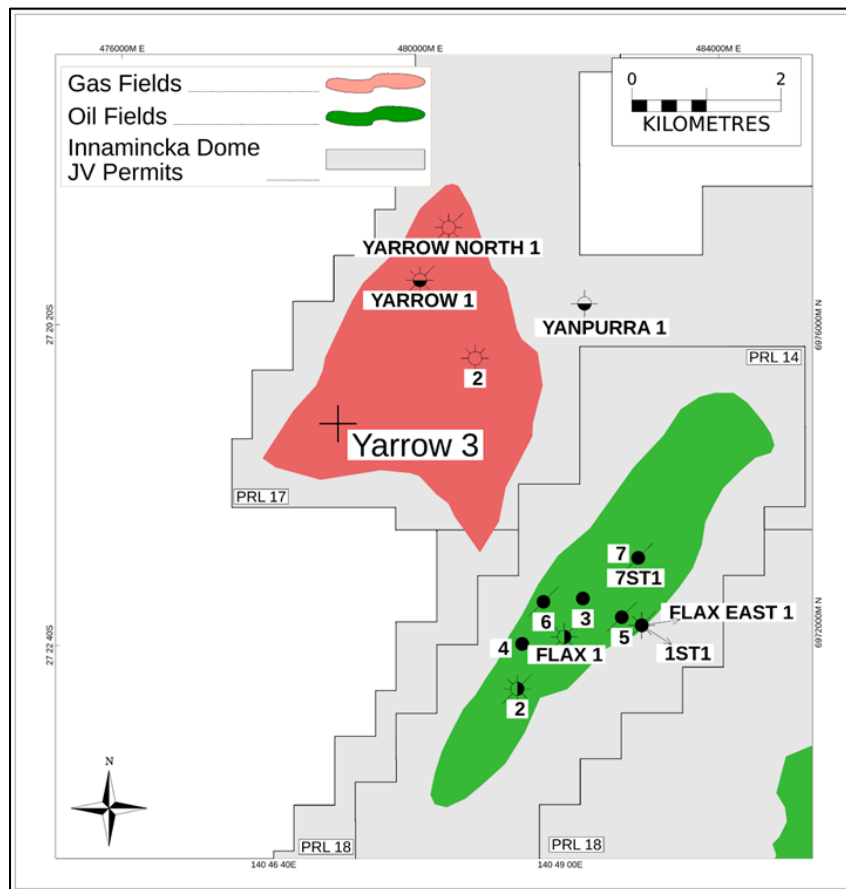 476000M E
480000M E
484000M E
Gas Fields
Oil Fields
Innamincka Dome
JV Permits
0
2
KILOMETRES
YARROW NORTH 1
YARROW 1
YANPURRA 1
27 20 20S
6976000M N
PRL 14
2
Yarrow 3
PRL 17
7
7ST1
6
3
FLAX EAST 1
5
4
FLAX 1
1ST1
27 22 40S
6972000M N
2
N
PRL 18
PRL 18
140 46 40E
140 49 00E